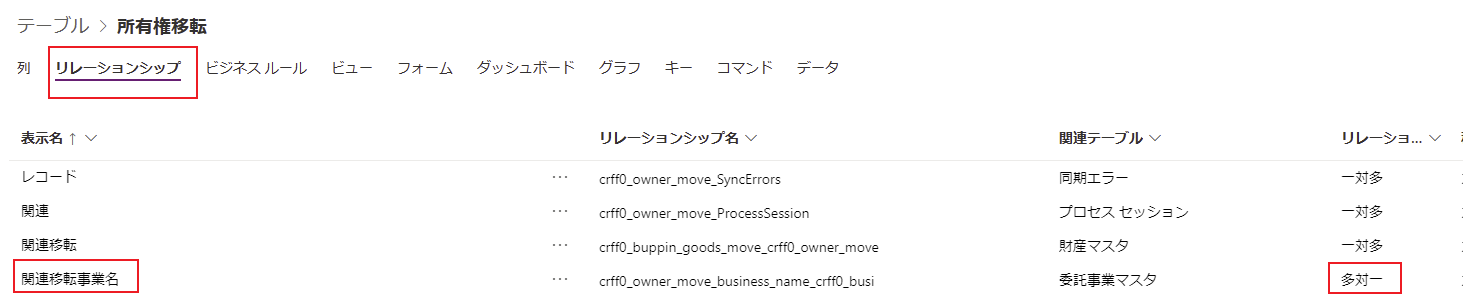 テーブル > 所有権移転
列 リレーションシップ ビジネス ルール ビュー フォーム ダッシュボード グラフ キー コマンド データ
表示名 ↑ リレーションシップ名 関連テーブル リレーショ...
レコード ... crff0_owner_move_SyncErrors 同期エラー 一対多
関連 ... crff0_owner_move_ProcessSession プロセス セッション 一対多
関連移転 ... crff0_buppin_goods_move_crff0_owner_move 財産マスタ 一対多
関連移転事業名 ... crff0_owner_move_business_name_crff0_busi 委託事業マスタ 多対一